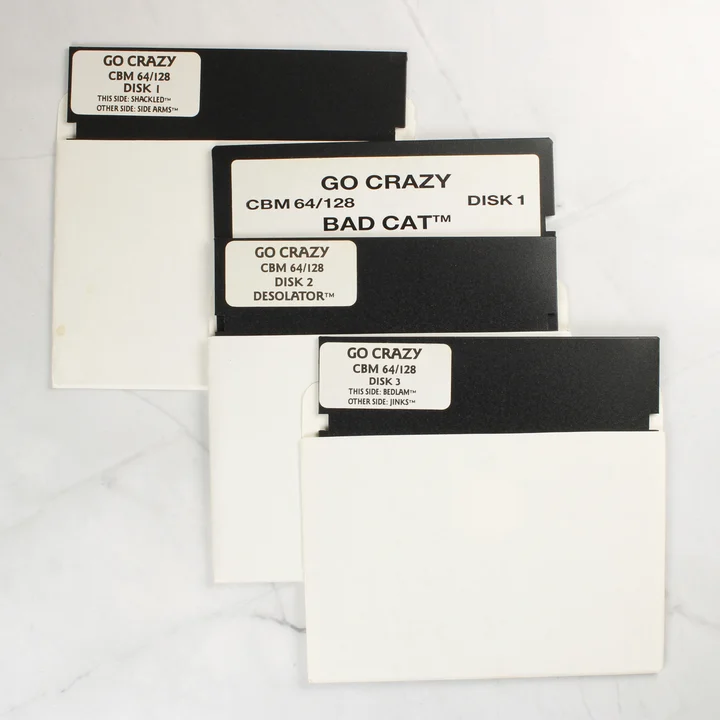 GO CRAZY
CBM 64/128
DISK 1
THIS SIDE: SHACKLED™
OTHER SIDE: SIDE ARMS™
GO CRAZY
CBM 64/128 DISK 1
BAD CAT™
GO CRAZY
CBM 64/128
DISK 2
DESOLATOR™
GO CRAZY
CBM 64/128
DISK 3
THIS SIDE: BEDLAM™
OTHER SIDE: JINKS™